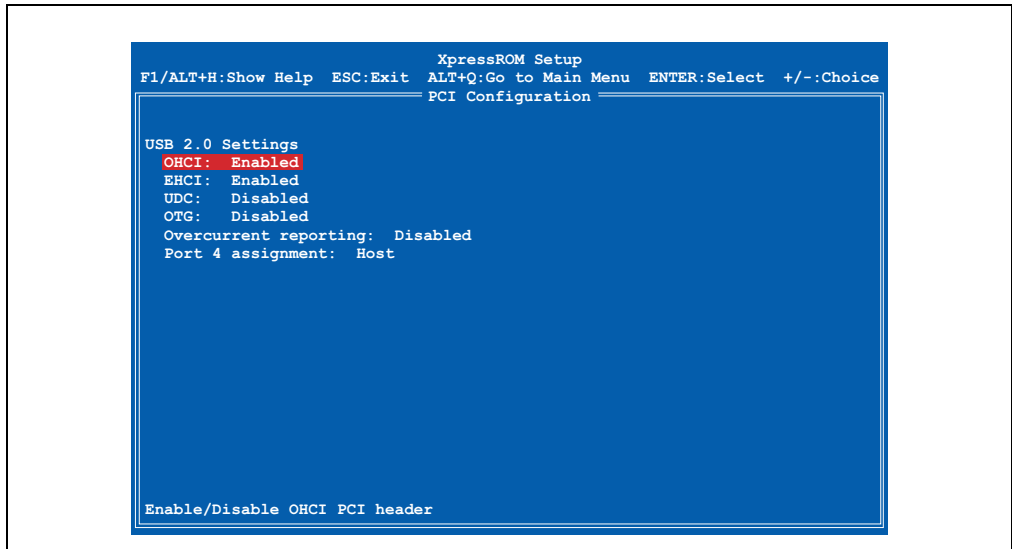 XpressROM Setup
F1/ALT+H:Show Help ESC:Exit ALT+Q:Go to Main Menu ENTER:Select +/-:Choice
PCI Configuration
USB 2.0 Settings
OHCI: Enabled
EHCI: Enabled
UDC: Disabled
OTG: Disabled
Overcurrent reporting: Disabled
Port 4 assignment: Host
Enable/Disable OHCI PCI header